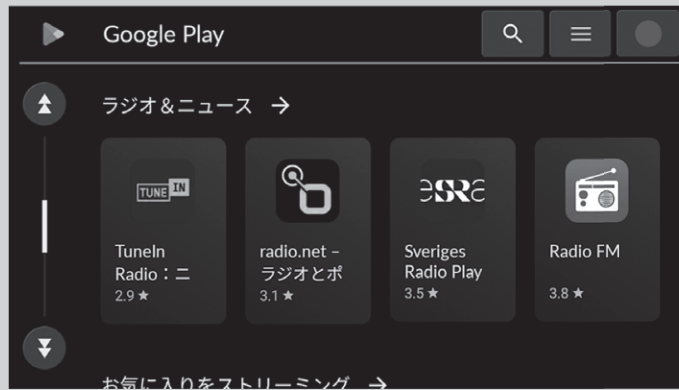 Google Play
ラジオ＆ニュース →
TUNE IN
TuneIn
Radio：ニ
2.9 ★
radio.net –
ラジオとポ
3.1 ★
SR
Sveriges
Radio Play
3.5 ★
Radio FM
3.8 ★
お気に入りをストリーミング →